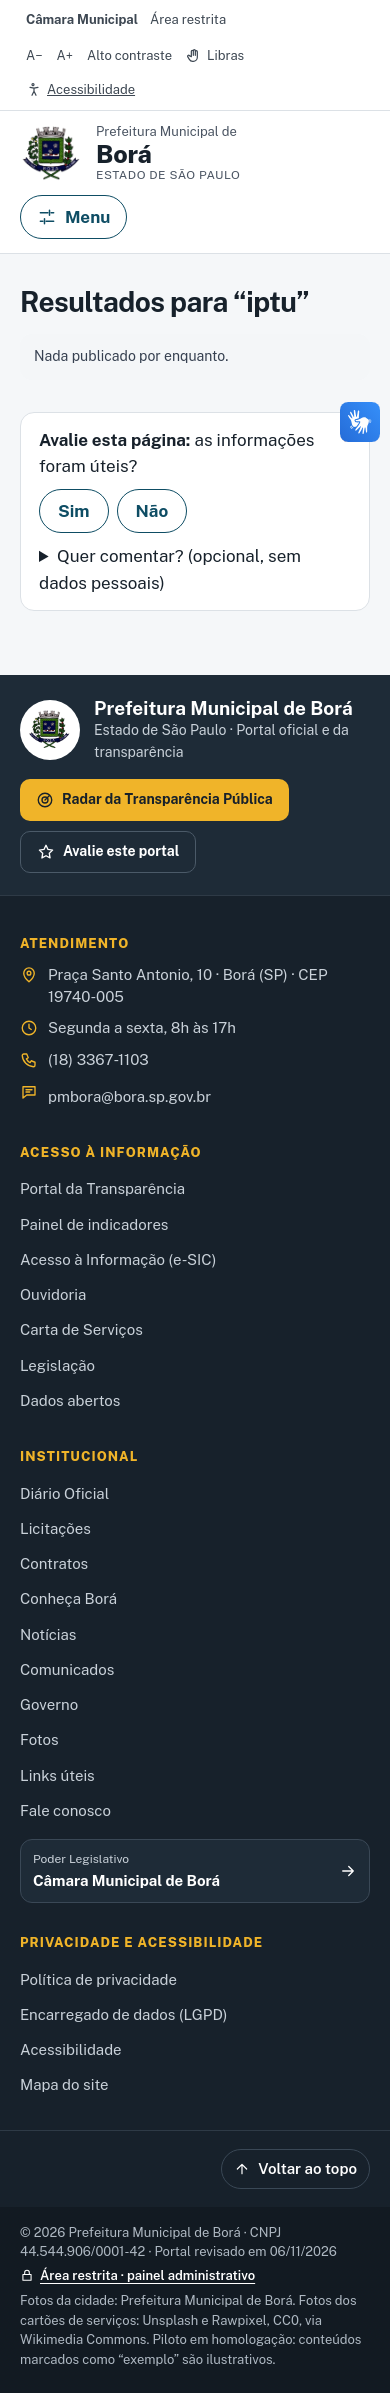 Câmara Municipal Área restrita
A− A+ Alto contraste Libras
Acessibilidade
Prefeitura Municipal de
Borá
ESTADO DE SÃO PAULO
Menu
Resultados para “iptu”
Nada publicado por enquanto.
Avalie esta página: as informações
foram úteis?
Sim Não
Quer comentar? (opcional, sem
dados pessoais)
Prefeitura Municipal de Borá
Estado de São Paulo · Portal oficial e da
transparência
Radar da Transparência Pública
Avalie este portal
ATENDIMENTO
Praça Santo Antonio, 10 · Borá (SP) · CEP
19740-005
Segunda a sexta, 8h às 17h
(18) 3367-1103
pmbora@bora.sp.gov.br
ACESSO À INFORMAÇÃO
Portal da Transparência
Painel de indicadores
Acesso à Informação (e-SIC)
Ouvidoria
Carta de Serviços
Legislação
Dados abertos
INSTITUCIONAL
Diário Oficial
Licitações
Contratos
Conheça Borá
Notícias
Comunicados
Governo
Fotos
Links úteis
Fale conosco
Poder Legislativo
Câmara Municipal de Borá
PRIVACIDADE E ACESSIBILIDADE
Política de privacidade
Encarregado de dados (LGPD)
Acessibilidade
Mapa do site
Voltar ao topo
© 2026 Prefeitura Municipal de Borá · CNPJ
44.544.906/0001-42 · Portal revisado em 06/11/2026
Área restrita · painel administrativo
Fotos da cidade: Prefeitura Municipal de Borá. Fotos dos
cartões de serviços: Unsplash e Rawpixel, CC0, via
Wikimedia Commons. Piloto em homologação: conteúdos
marcados como “exemplo” são ilustrativos.